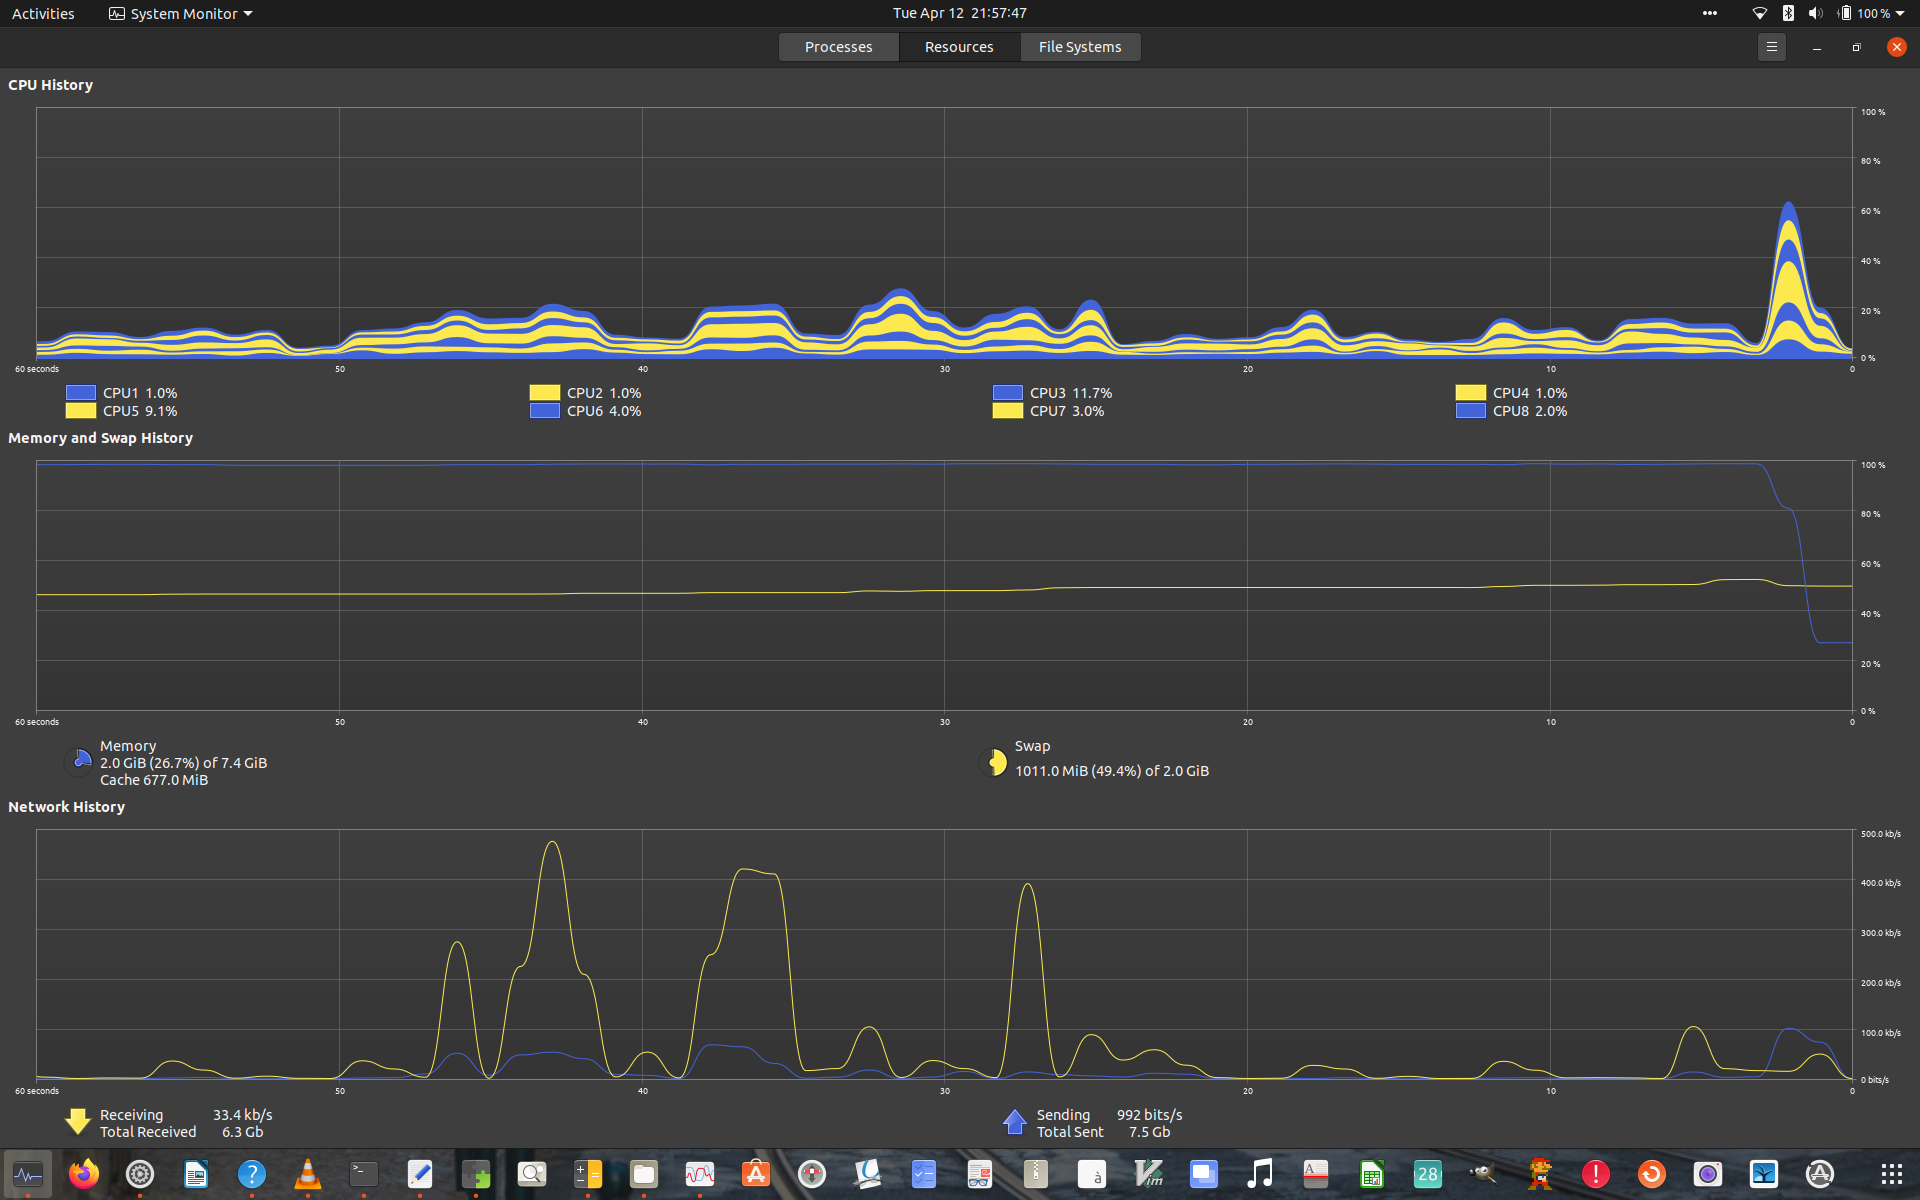 Activities System Monitor Tue Apr 12 21:57:47 100 %
Processes Resources File Systems
CPU History
100 %
80 %
60 %
40 %
20 %
0 %
60 seconds 50 40 30 20 10 0
CPU1 1.0% CPU2 1.0% CPU3 11.7% CPU4 1.0%
CPU5 9.1% CPU6 4.0% CPU7 3.0% CPU8 2.0%
Memory and Swap History
100 %
80 %
60 %
40 %
20 %
0 %
60 seconds 50 40 30 20 10 0
Memory
2.0 GiB (26.7%) of 7.4 GiB
Cache 677.0 MiB
Swap
1011.0 MiB (49.4%) of 2.0 GiB
Network History
500.0 kb/s
400.0 kb/s
300.0 kb/s
200.0 kb/s
100.0 kb/s
0 bits/s
60 seconds 50 40 30 20 10 0
Receiving 33.4 kb/s
Total Received 6.3 Gb
Sending 992 bits/s
Total Sent 7.5 Gb
? >_ A à Vim A 28 !